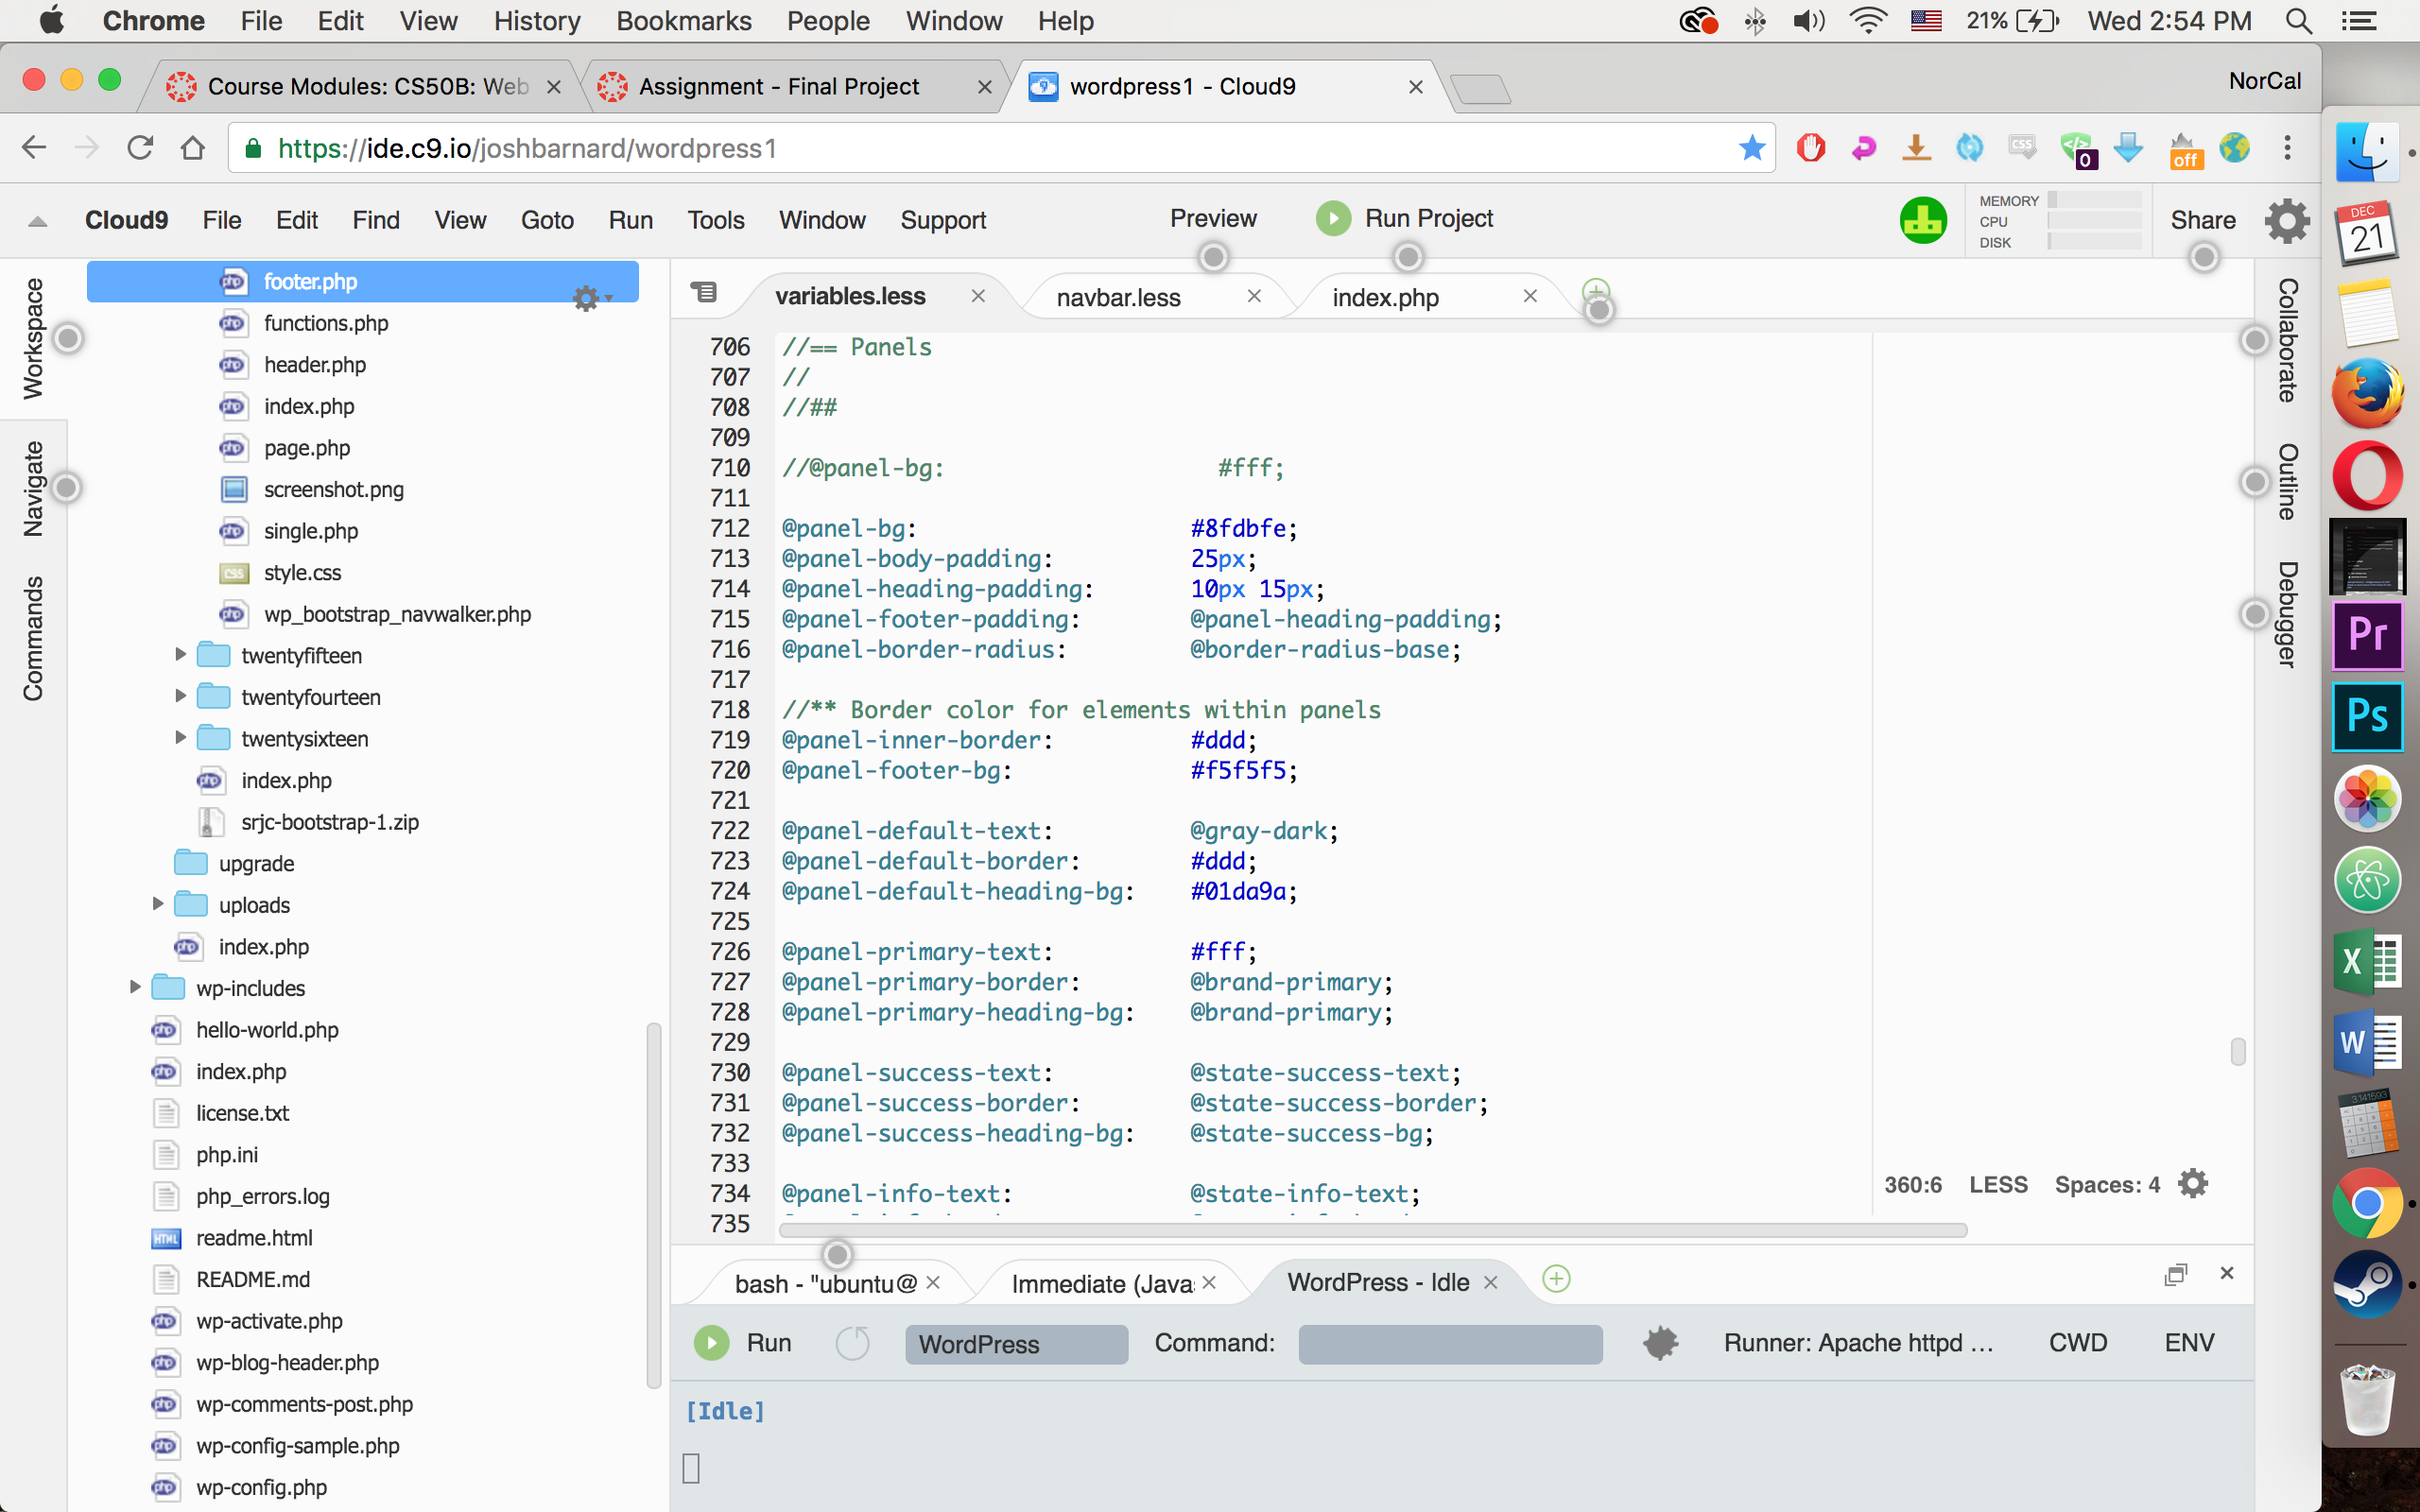 Chrome File Edit View History Bookmarks People Window Help 21% Wed 2:54 PM
Course Modules: CS50B: Web Assignment - Final Project wordpress1 - Cloud9 NorCal
https://ide.c9.io/joshbarnard/wordpress1 CSS 0 off
Cloud9 File Edit Find View Goto Run Tools Window Support Preview Run Project MEMORY Share
CPU
DISK
Workspace
Navigate
Commands
footer.php
functions.php
header.php
index.php
page.php
screenshot.png
single.php
style.css
wp_bootstrap_navwalker.php
twentyfifteen
twentyfourteen
twentysixteen
index.php
srjc-bootstrap-1.zip
upgrade
uploads
index.php
wp-includes
hello-world.php
index.php
license.txt
php.ini
php_errors.log
readme.html
README.md
wp-activate.php
wp-blog-header.php
wp-comments-post.php
wp-config-sample.php
wp-config.php
variables.less navbar.less index.php
706 //== Panels
707 //
708 //##
709
710 //@panel-bg: #fff;
711
712 @panel-bg: #8fdbfe;
713 @panel-body-padding: 25px;
714 @panel-heading-padding: 10px 15px;
715 @panel-footer-padding: @panel-heading-padding;
716 @panel-border-radius: @border-radius-base;
717
718 //** Border color for elements within panels
719 @panel-inner-border: #ddd;
720 @panel-footer-bg: #f5f5f5;
721
722 @panel-default-text: @gray-dark;
723 @panel-default-border: #ddd;
724 @panel-default-heading-bg: #01da9a;
725
726 @panel-primary-text: #fff;
727 @panel-primary-border: @brand-primary;
728 @panel-primary-heading-bg: @brand-primary;
729
730 @panel-success-text: @state-success-text;
731 @panel-success-border: @state-success-border;
732 @panel-success-heading-bg: @state-success-bg;
733
734 @panel-info-text: @state-info-text;
735
360:6 LESS Spaces: 4
Collaborate
Outline
Debugger
bash - "ubuntu@ Immediate (Java WordPress - Idle
Run WordPress Command: Runner: Apache httpd ... CWD ENV
[Idle]
DEC
21
Pr
Ps
X
W
3.141593